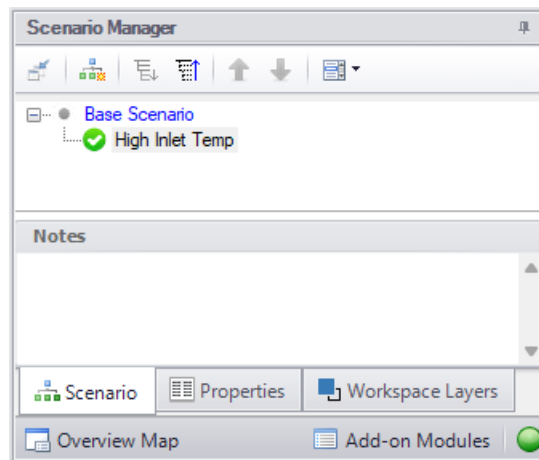 Scenario Manager
Base Scenario
High Inlet Temp
Notes
Scenario Properties Workspace Layers
Overview Map Add-on Modules